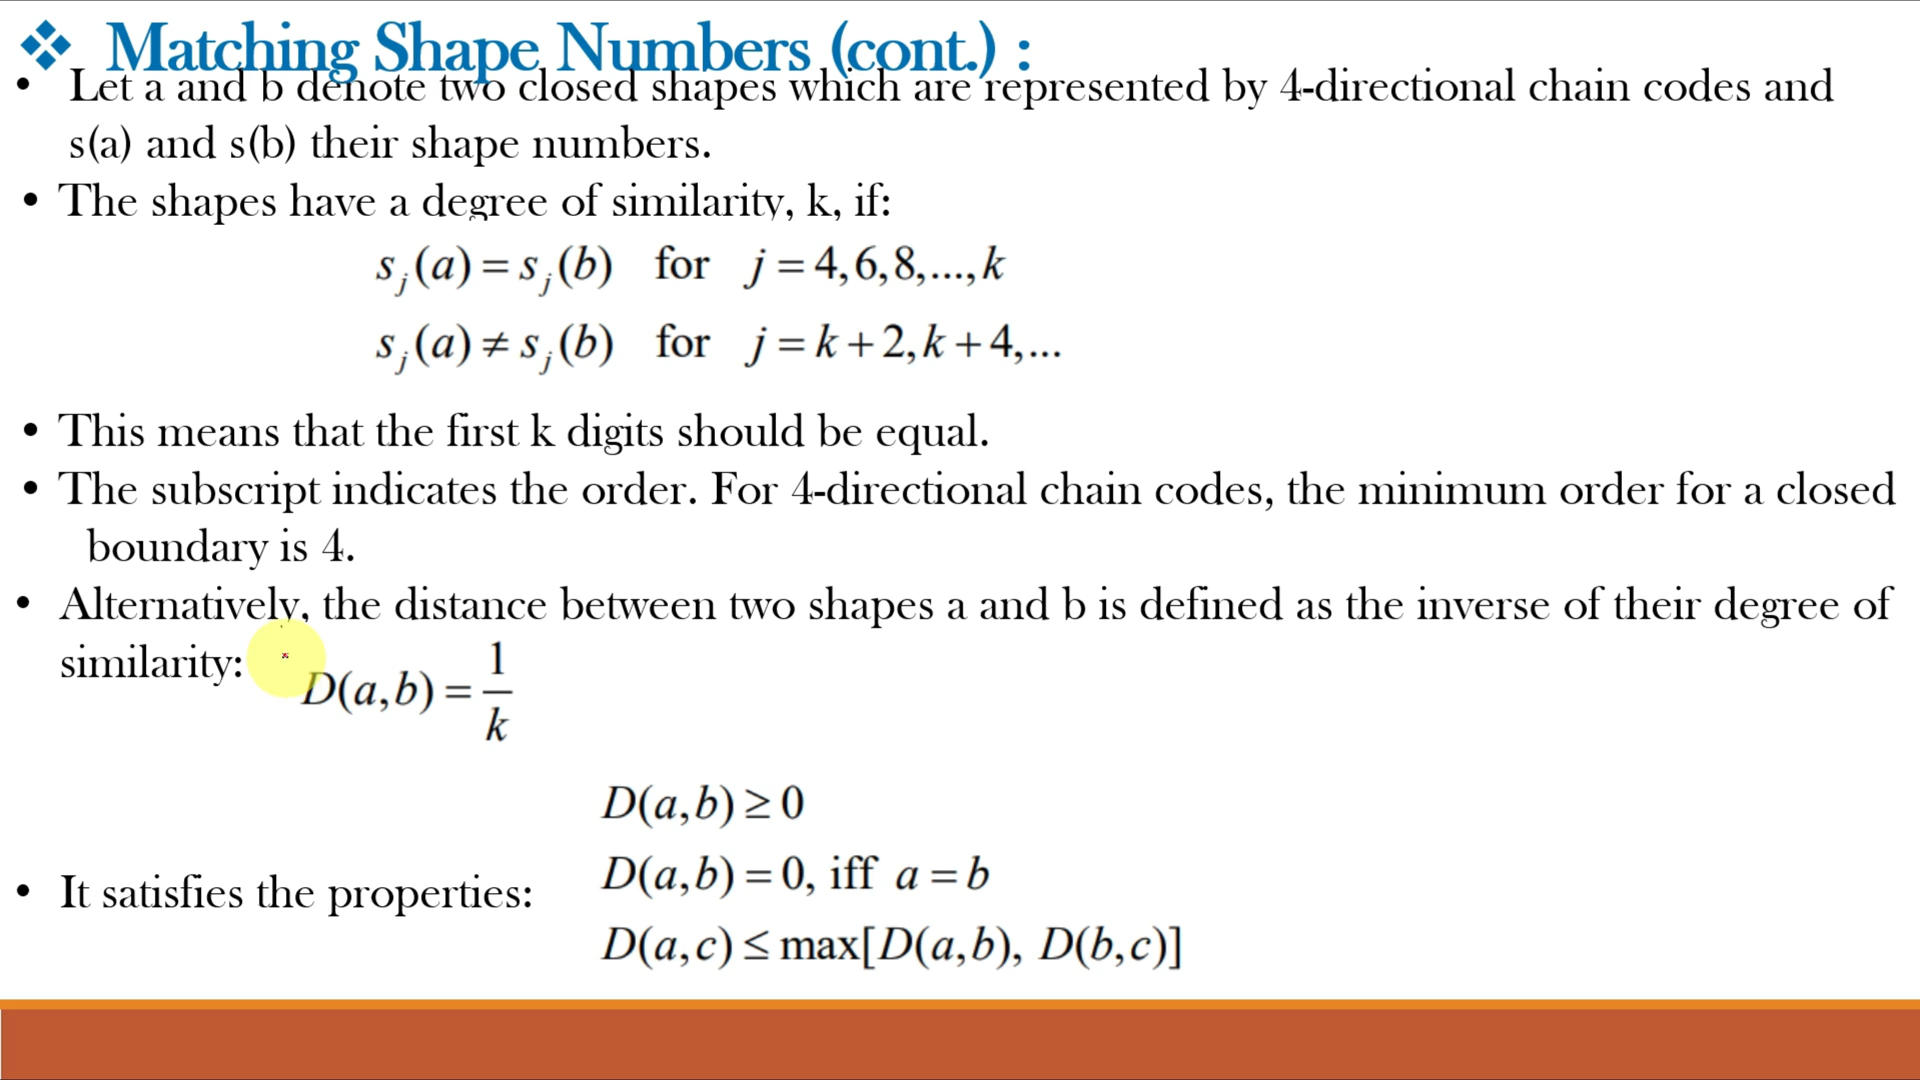 ❖ Matching Shape Numbers (cont.) :
• Let a and b denote two closed shapes which are represented by 4-directional chain codes and
s(a) and s(b) their shape numbers.
• The shapes have a degree of similarity, k, if:
s_j(a) = s_j(b) for j = 4,6,8,...,k
s_j(a) ≠ s_j(b) for j = k + 2, k + 4,...
• This means that the first k digits should be equal.
• The subscript indicates the order. For 4-directional chain codes, the minimum order for a closed
boundary is 4.
• Alternatively, the distance between two shapes a and b is defined as the inverse of their degree of
similarity:
D(a,b) = 1/k
• It satisfies the properties:
D(a,b) ≥ 0
D(a,b) = 0, iff a = b
D(a,c) ≤ max[D(a,b), D(b,c)]